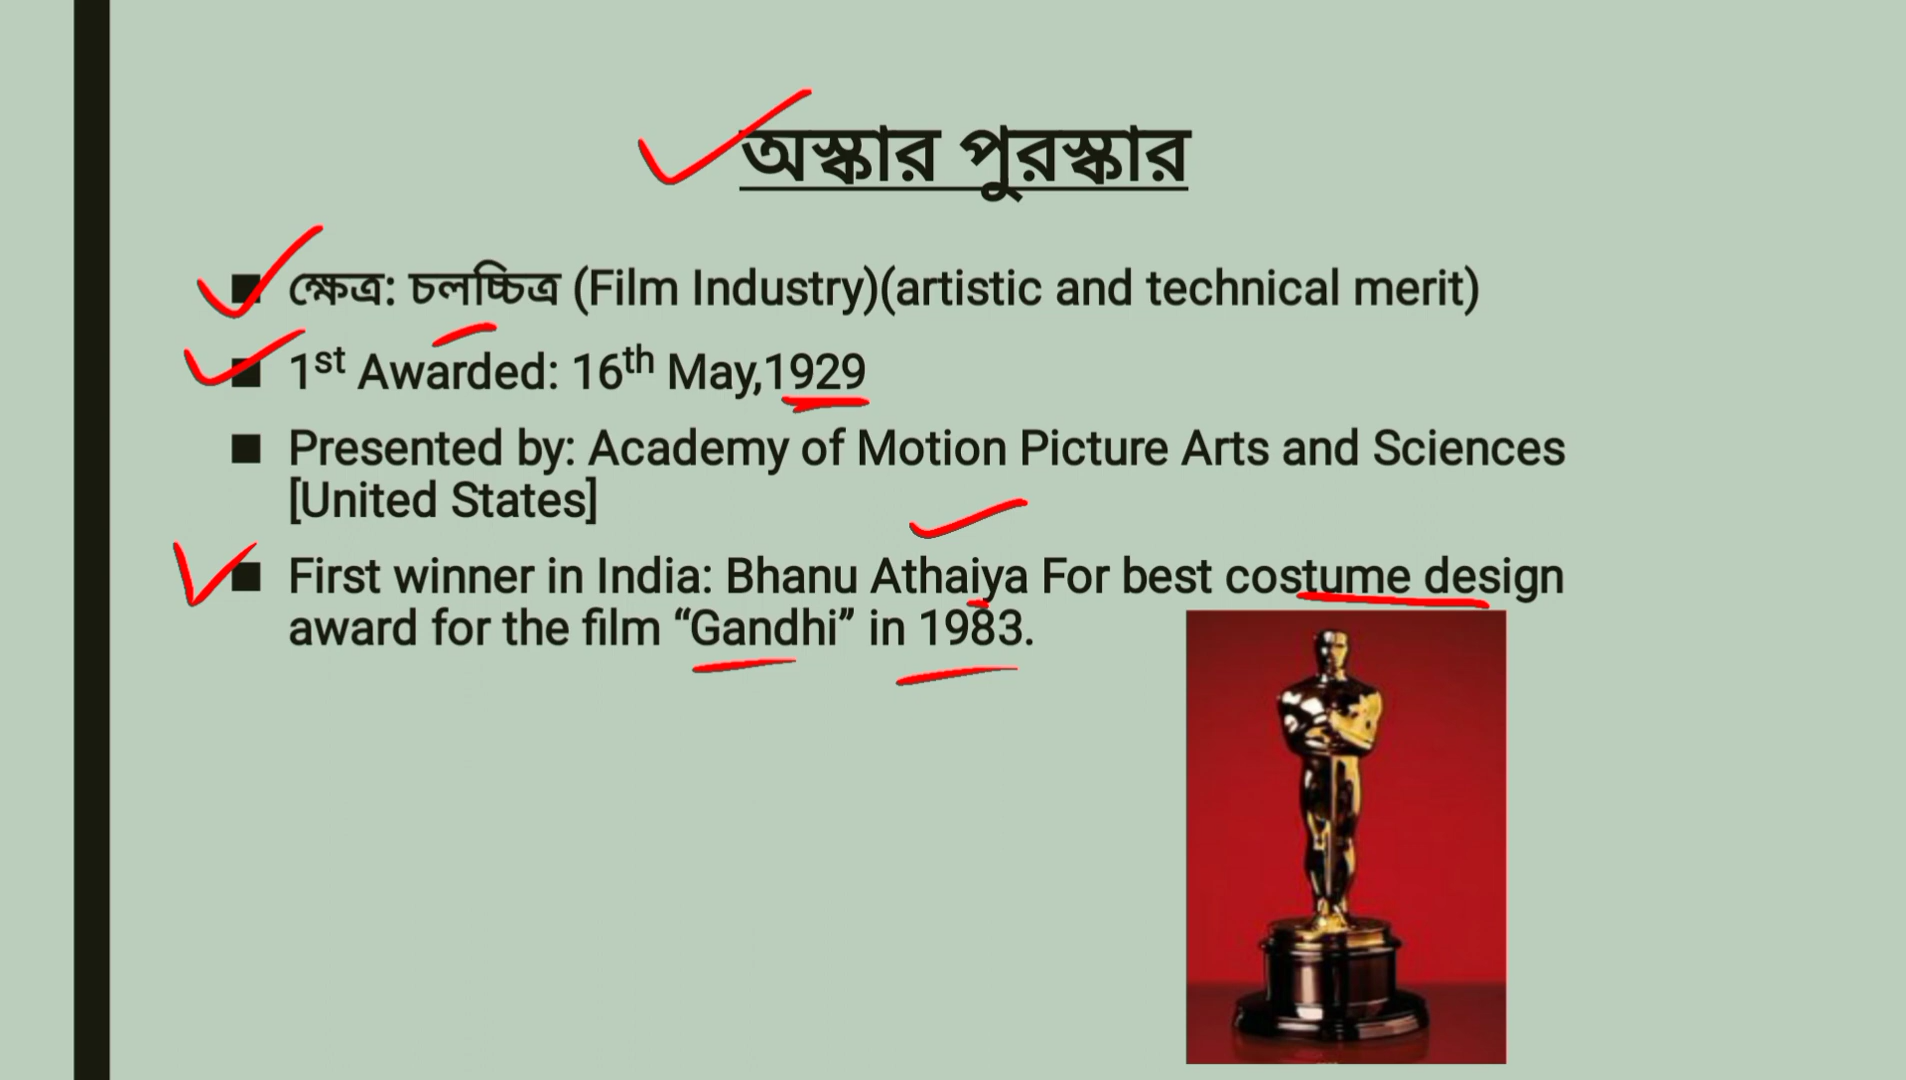 অস্কার পুরস্কার
■ ক্ষেত্র: চলচ্চিত্র (Film Industry)(artistic and technical merit)
■ 1st Awarded: 16th May,1929
■ Presented by: Academy of Motion Picture Arts and Sciences
[United States]
■ First winner in India: Bhanu Athaiya For best costume design
award for the film “Gandhi” in 1983.